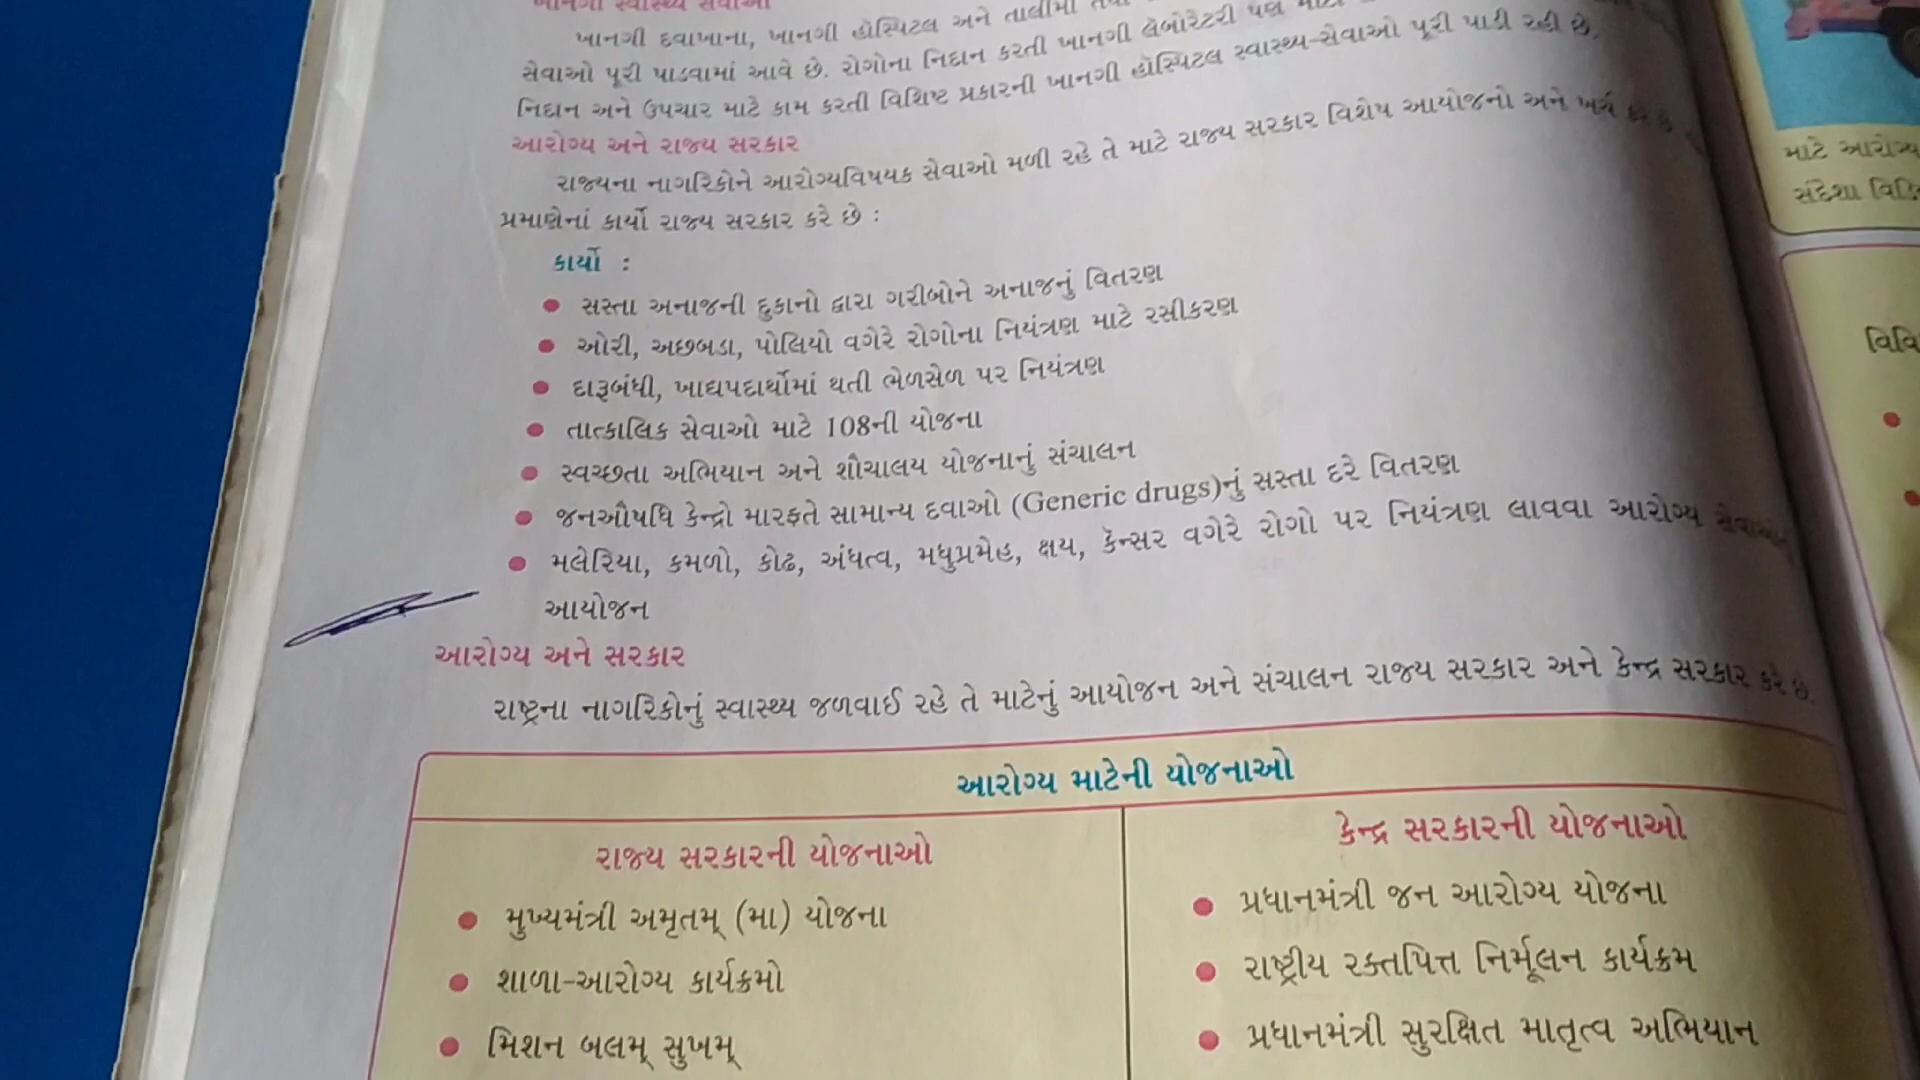 ખાનગી સ્વાસ્થ્ય સેવાઓ
ખાનગી દવાખાના, ખાનગી હૉસ્પિટલ અને તાલીમી
સેવાઓ પૂરી પાડવામાં આવે છે. રોગોના નિદાન કરતી ખાનગી લૅબોરેટરી પણ
નિદાન અને ઉપચાર માટે કામ કરતી વિશિષ્ટ પ્રકારની ખાનગી હૉસ્પિટલ સ્વાસ્થ્ય-સેવાઓ પૂરી પાડી રહી છે.
આરોગ્ય અને રાજ્ય સરકાર
રાજ્યના નાગરિકોને આરોગ્યવિષયક સેવાઓ મળી રહે તે માટે રાજ્ય સરકાર વિશેષ આયોજનો અને ખર્ચ કરે છે
પ્રમાણેનાં કાર્યો રાજ્ય સરકાર કરે છે :
કાર્યો :
● સસ્તા અનાજની દુકાનો દ્વારા ગરીબોને અનાજનું વિતરણ
● ઓરી, અછબડા, પોલિયો વગેરે રોગોના નિયંત્રણ માટે રસીકરણ
● દારૂબંધી, ખાદ્યપદાર્થોમાં થતી ભેળસેળ પર નિયંત્રણ
● તાત્કાલિક સેવાઓ માટે 108ની યોજના
● સ્વચ્છતા અભિયાન અને શૌચાલય યોજનાનું સંચાલન
● જનઔષધિ કેન્દ્રો મારફતે સામાન્ય દવાઓ (Generic drugs)નું સસ્તા દરે વિતરણ
● મલેરિયા, કમળો, કોઢ, અંધત્વ, મધુપ્રમેહ, ક્ષય, કૅન્સર વગેરે રોગો પર નિયંત્રણ લાવવા આરોગ્ય
આયોજન
આરોગ્ય અને સરકાર
રાષ્ટ્રના નાગરિકોનું સ્વાસ્થ્ય જળવાઈ રહે તે માટેનું આયોજન અને સંચાલન રાજ્ય સરકાર અને કેન્દ્ર સરકાર કરે છે.
આરોગ્ય માટેની યોજનાઓ
રાજ્ય સરકારની યોજનાઓ
● મુખ્યમંત્રી અમૃતમ્ (મા) યોજના
● શાળા-આરોગ્ય કાર્યક્રમો
● મિશન બલમ્ સુખમ્
કેન્દ્ર સરકારની યોજનાઓ
● પ્રધાનમંત્રી જન આરોગ્ય યોજના
● રાષ્ટ્રીય રક્તપિત્ત નિર્મૂલન કાર્યક્રમ
● પ્રધાનમંત્રી સુરક્ષિત માતૃત્વ અભિયાન
માટે આરોગ્ય
સંદેશા